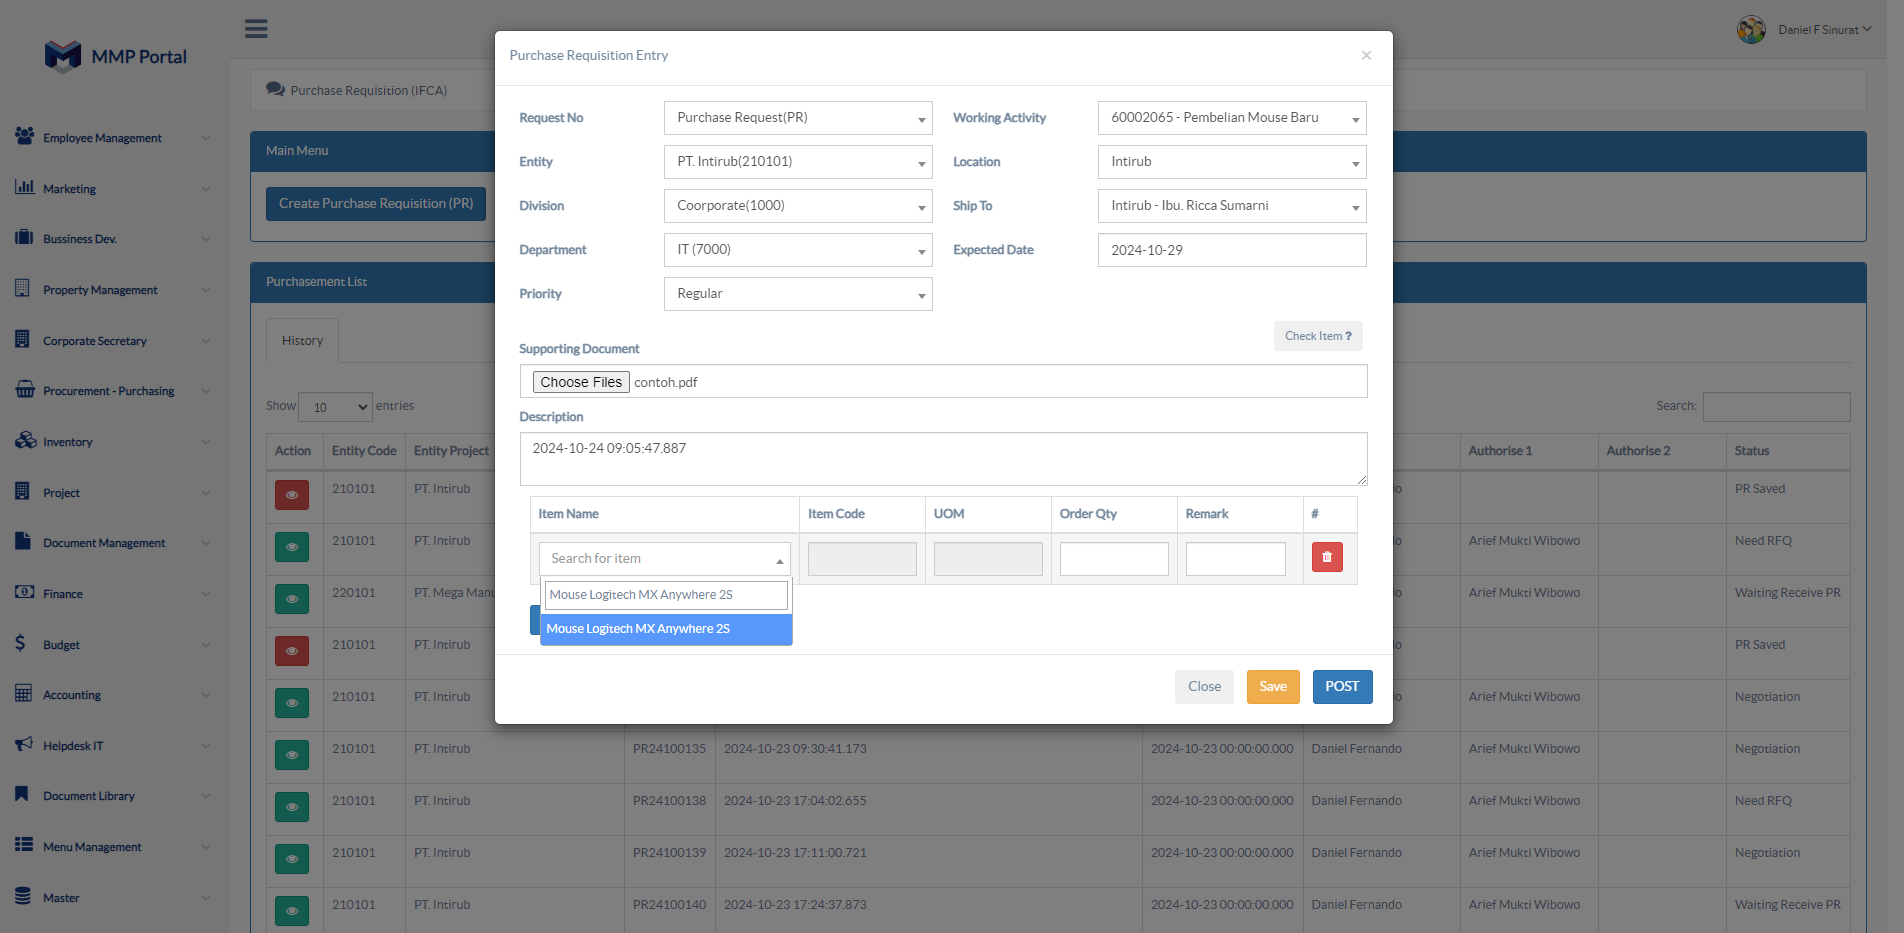 MMP Portal
Daniel F Sinurat
Employee Management
Marketing
Bussiness Dev.
Property Management
Corporate Secretary
Procurement - Purchasing
Inventory
Project
Document Management
Finance
Budget
Accounting
Helpdesk IT
Document Library
Menu Management
Master
Purchase Requisition (IFCA)
Main Menu
Create Purchase Requisition (PR)
Purchasement List
History
Show 10 entries
Search:
Action Entity Code Entity Project Authorise 1 Authorise 2 Status
210101 PT. Intirub PR Saved
210101 PT. Intirub Arief Mukti Wibowo Need RFQ
220101 PT. Mega Arief Mukti Wibowo Waiting Receive PR
210101 PT. Intirub PR Saved
210101 PT. Intirub Arief Mukti Wibowo Negotiation
210101 PT. Intirub PR24100135 2024-10-23 09:30:41.173 2024-10-23 00:00:00.000 Daniel Fernando Arief Mukti Wibowo Negotiation
210101 PT. Intirub PR24100138 2024-10-23 17:04:02.655 2024-10-23 00:00:00.000 Daniel Fernando Arief Mukti Wibowo Need RFQ
210101 PT. Intirub PR24100139 2024-10-23 17:11:00.721 2024-10-23 00:00:00.000 Daniel Fernando Arief Mukti Wibowo Negotiation
210101 PT. Intirub PR24100140 2024-10-23 17:24:37.873 2024-10-23 00:00:00.000 Daniel Fernando Arief Mukti Wibowo Waiting Receive PR
Purchase Requisition Entry ×
Request No Purchase Request(PR) Working Activity 60002065 - Pembelian Mouse Baru
Entity PT. Intirub(210101) Location Intirub
Division Coorporate(1000) Ship To Intirub - Ibu. Ricca Sumarni
Department IT (7000) Expected Date 2024-10-29
Priority Regular
Check Item ?
Supporting Document
Choose Files contoh.pdf
Description
2024-10-24 09:05:47.887
Item Name Item Code UOM Order Qty Remark #
Search for item
Mouse Logitech MX Anywhere 2S
Mouse Logitech MX Anywhere 2S
Close Save POST